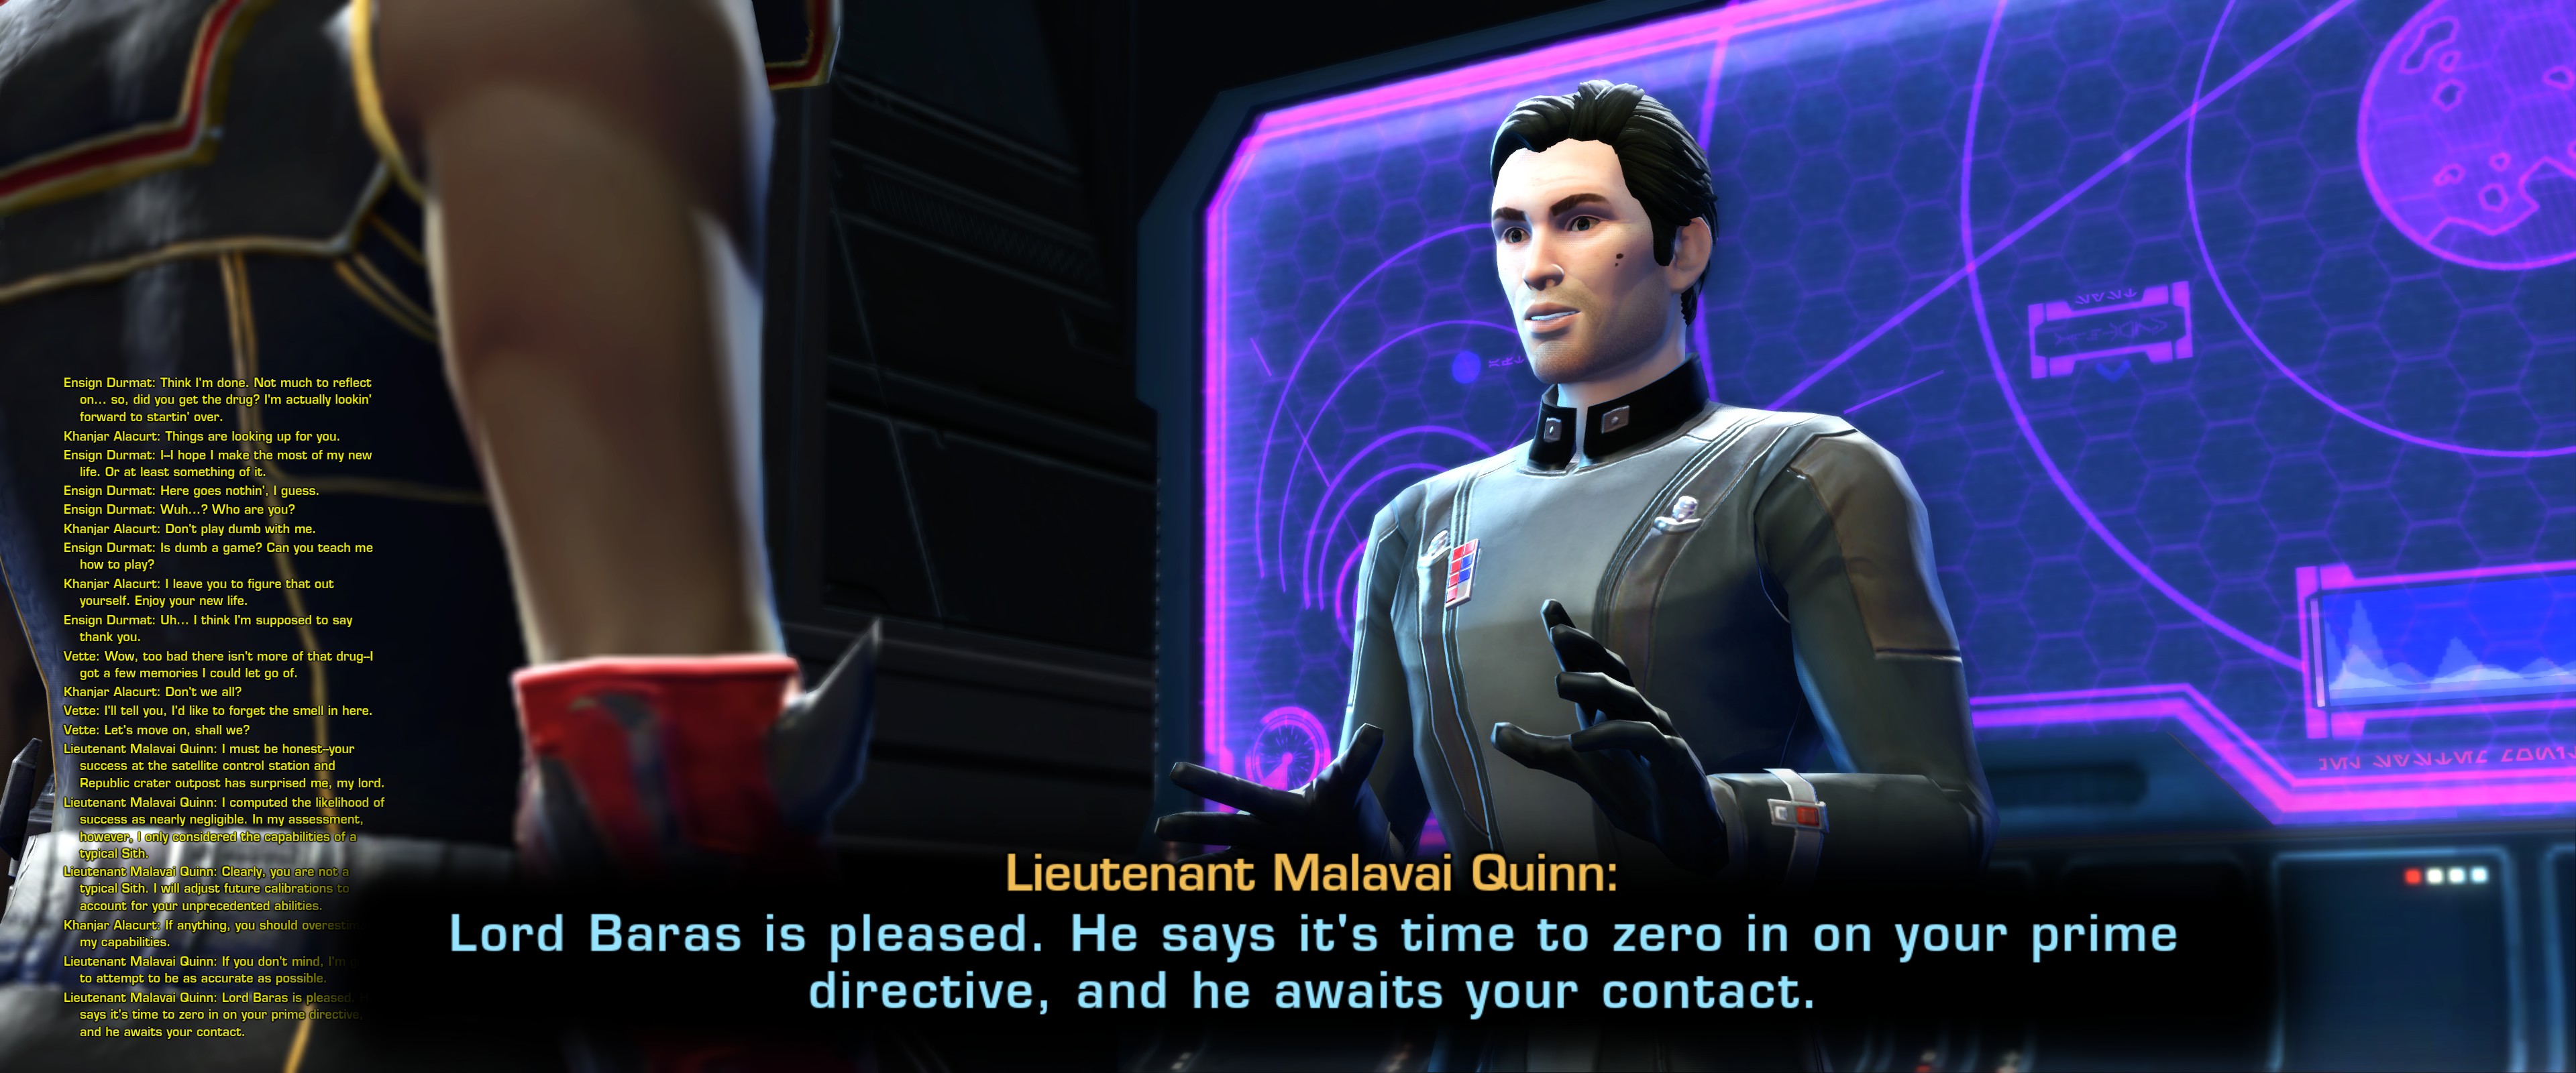 Ensign Durmat: Think I'm done. Not much to reflect
on... so, did you get the drug? I'm actually lookin'
forward to startin' over.
Khanjar Alacurt: Things are looking up for you.
Ensign Durmat: I–I hope I make the most of my new
life. Or at least something of it.
Ensign Durmat: Here goes nothin', I guess.
Ensign Durmat: Wuh...? Who are you?
Khanjar Alacurt: Don't play dumb with me.
Ensign Durmat: Is dumb a game? Can you teach me
how to play?
Khanjar Alacurt: I leave you to figure that out
yourself. Enjoy your new life.
Ensign Durmat: Uh... I think I'm supposed to say
thank you.
Vette: Wow, too bad there isn't more of that drug–I
got a few memories I could let go of.
Khanjar Alacurt: Don't we all?
Vette: I'll tell you, I'd like to forget the smell in here.
Vette: Let's move on, shall we?
Lieutenant Malavai Quinn: I must be honest–your
success at the satellite control station and
Republic crater outpost has surprised me, my lord.
Lieutenant Malavai Quinn: I computed the likelihood of
success as nearly negligible. In my assessment,
however, I only considered the capabilities of a
typical Sith.
Lieutenant Malavai Quinn: Clearly, you are not a
typical Sith. I will adjust future calibrations to
account for your unprecedented abilities.
Khanjar Alacurt: If anything, you should
my capabilities.
Lieutenant Malavai Quinn: If you don't mind, I'm
to attempt to be as accurate as possible.
Lieutenant Malavai Quinn: Lord Baras is pleased.
says it's time to zero in on your prime directive,
and he awaits your contact.
Lieutenant Malavai Quinn:
Lord Baras is pleased. He says it's time to zero in on your prime
directive, and he awaits your contact.